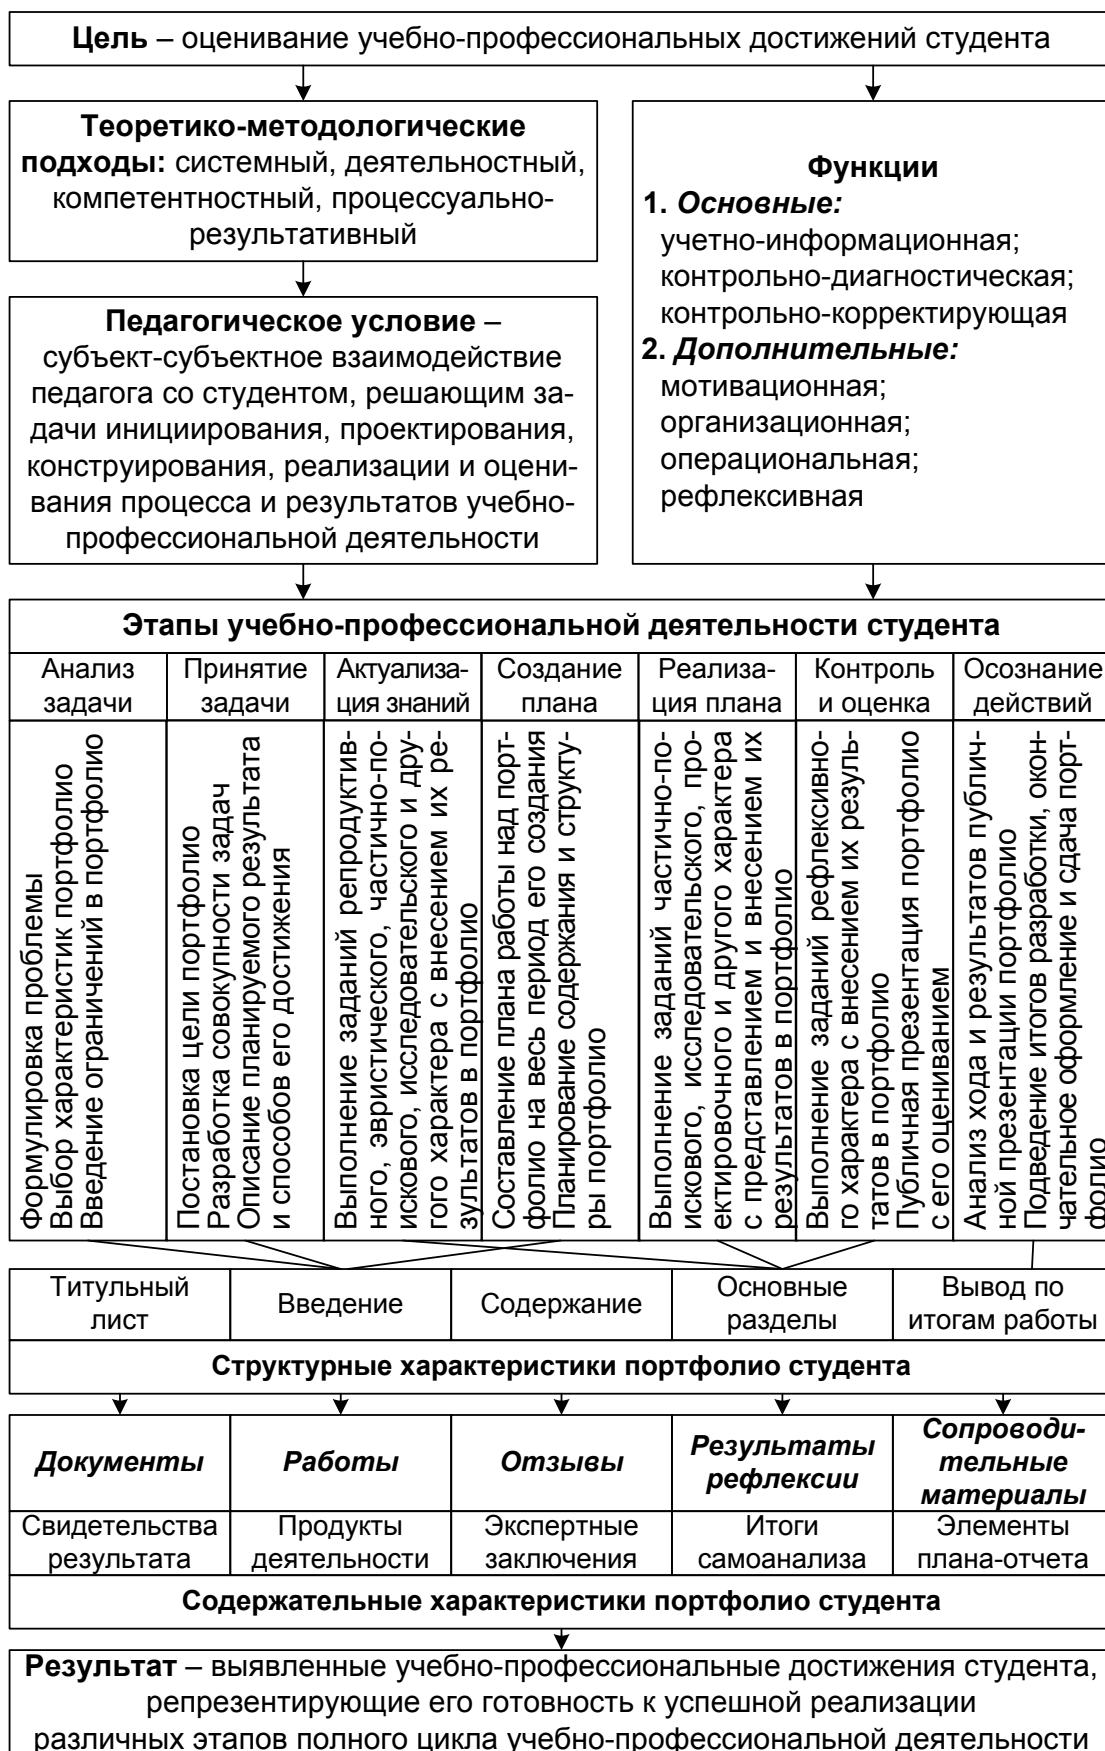 Цель – оценивание учебно-профессиональных достижений студента
Теоретико-методологические
подходы: системный, деятельностный,
компетентностный, процессуально-
результативный
Педагогическое условие –
субъект-субъектное взаимодействие
педагога со студентом, решающим за-
дачи инициирования, проектирования,
конструирования, реализации и оцени-
вания процесса и результатов учебно-
профессиональной деятельности
Функции
1. Основные:
учетно-информационная;
контрольно-диагностическая;
контрольно-корректирующая
2. Дополнительные:
мотивационная;
организационная;
операциональная;
рефлексивная
Этапы учебно-профессиональной деятельности студента
Анализ
задачи
Принятие
задачи
Актуализа-
ция знаний
Создание
плана
Реализа-
ция плана
Контроль
и оценка
Осознание
действий
Формулировка проблемы
Выбор характеристик портфолио
Введение ограничений в портфолио
Постановка цели портфолио
Разработка совокупности задач
Описание планируемого результата
и способов его достижения
Выполнение заданий репродуктив-
ного, эвристического, частично-по-
искового, исследовательского и дру-
гого характера с внесением их ре-
зультатов в портфолио
Составление плана работы над порт-
фолио на весь период его создания
Планирование содержания и структу-
ры портфолио
Выполнение заданий частично-по-
искового, исследовательского, про-
ектировочного и другого характера
с представлением и внесением их
результатов в портфолио
Выполнение заданий рефлексивно-
го характера с внесением их резуль-
татов в портфолио
Публичная презентация портфолио
с его оцениванием
Анализ хода и результатов публич-
ной презентации портфолио
Подведение итогов разработки, окон-
чательное оформление и сдача порт-
фолио
Титульный
лист
Введение
Содержание
Основные
разделы
Вывод по
итогам работы
Структурные характеристики портфолио студента
Документы
Работы
Отзывы
Результаты
рефлексии
Сопроводи-
тельные
материалы
Свидетельства
результата
Продукты
деятельности
Экспертные
заключения
Итоги
самоанализа
Элементы
плана-отчета
Содержательные характеристики портфолио студента
Результат – выявленные учебно-профессиональные достижения студента,
репрезентирующие его готовность к успешной реализации
различных этапов полного цикла учебно-профессиональной деятельности